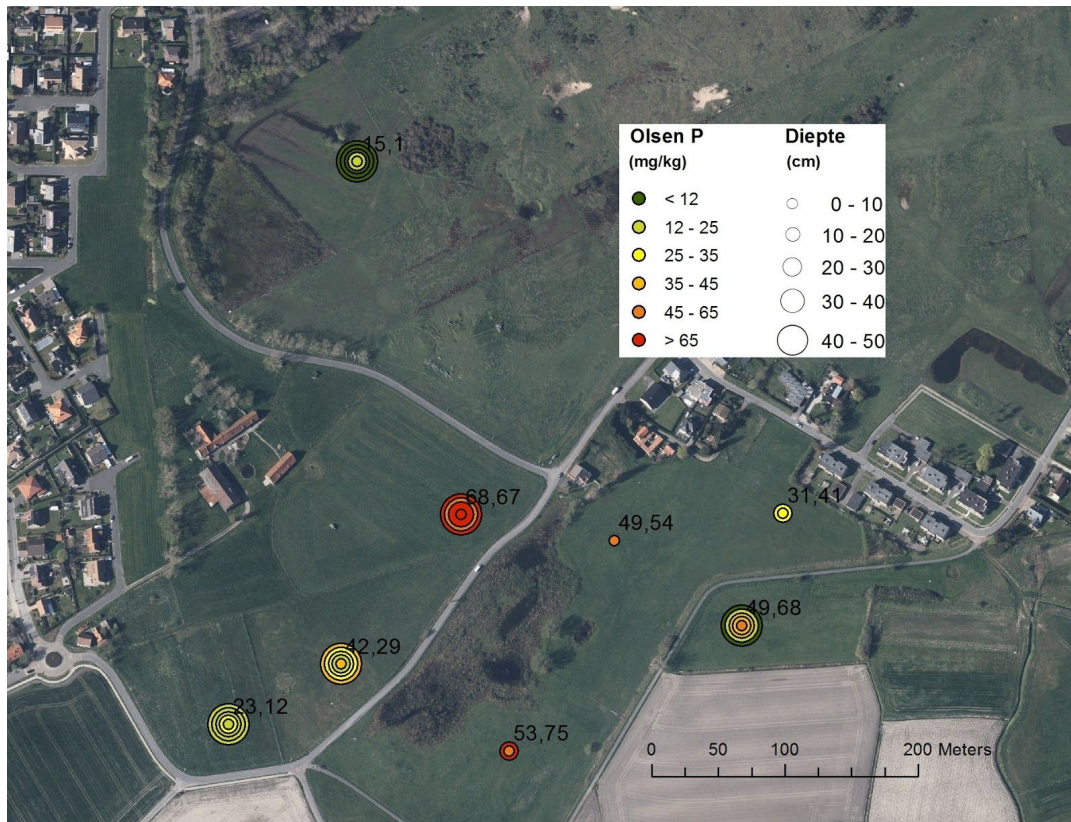 15,1
Olsen P
(mg/kg)
< 12
12 - 25
25 - 35
35 - 45
45 - 65
> 65
Diepte
(cm)
0 - 10
10 - 20
20 - 30
30 - 40
40 - 50
68,67
49,54
31,41
49,68
42,29
23,12
53,75
0 50 100 200 Meters